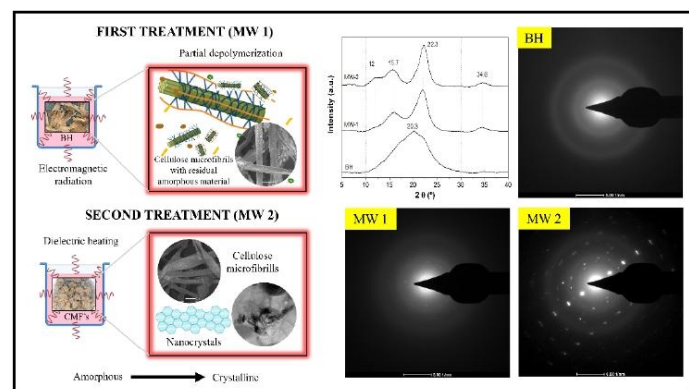 FIRST TREATMENT (MW 1)
Partial depolymerization
BH
Electromagnetic
radiation
Cellulose microfibrils
with residual
amorphous material
SECOND TREATMENT (MW 2)
Dielectric heating
CMF's
Cellulose
microfibrills
Nanocrystals
Amorphous
Crystalline
Intensity (a.u.)
22.3
12
15.7
34.6
MW-2
MW-1
20.3
BH
5 10 15 20 25 30 35 40
2 θ (°)
BH
MW 1
MW 2